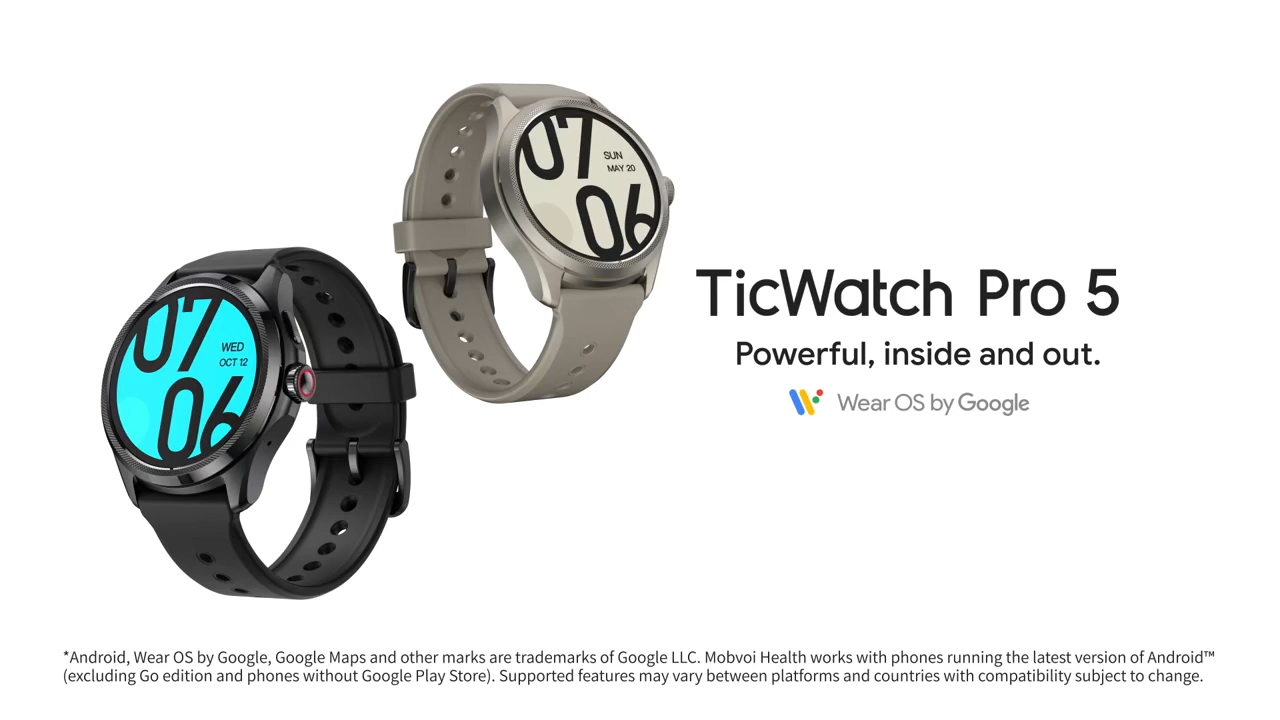 07
SUN
MAY 20
06
07
WED
OCT 12
06
TicWatch Pro 5
Powerful, inside and out.
Wear OS by Google
*Android, Wear OS by Google, Google Maps and other marks are trademarks of Google LLC. Mobvoi Health works with phones running the latest version of Android™
(excluding Go edition and phones without Google Play Store). Supported features may vary between platforms and countries with compatibility subject to change.